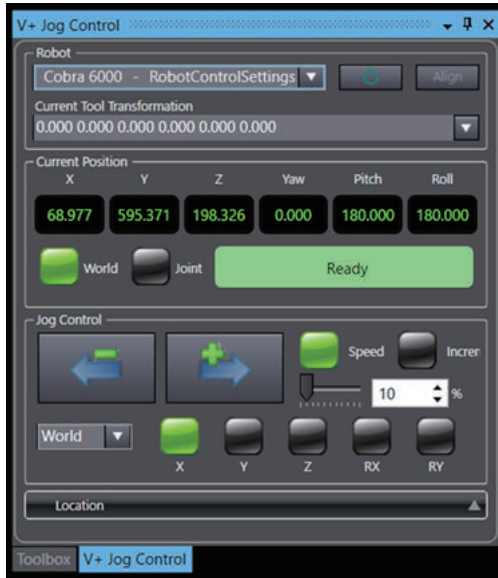 V+ Jog Control
Robot
Cobra 6000 - RobotControlSettings
Align
Current Tool Transformation
0.000 0.000 0.000 0.000 0.000 0.000
Current Position
X Y Z Yaw Pitch Roll
68.977 595.371 198.326 0.000 180.000 180.000
World Joint Ready
Jog Control
Speed Increr
10 %
World
X Y Z RX RY
Location
Toolbox V+ Jog Control